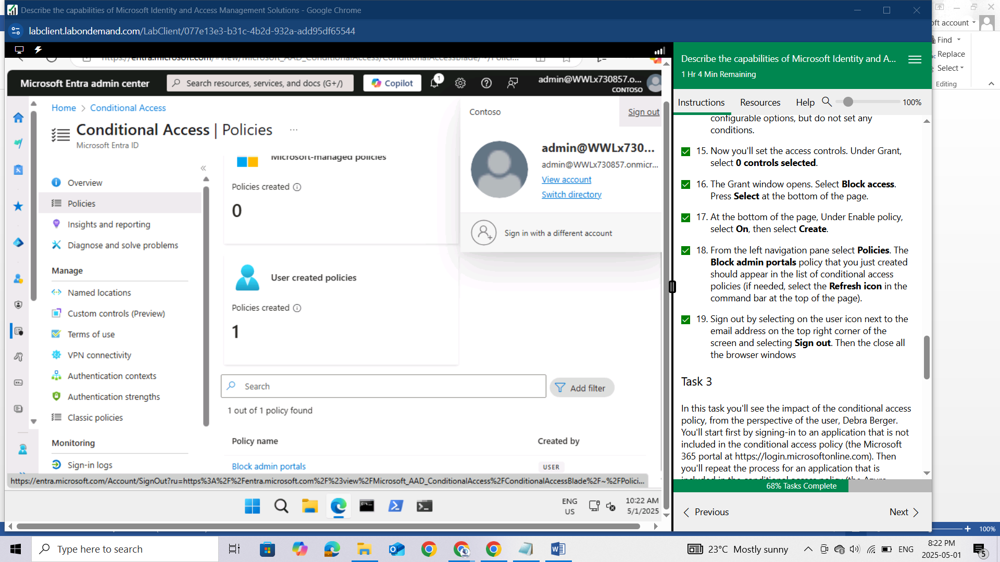 Describe the capabilities of Microsoft Identity and Access Management Solutions - Google Chrome
labclient.labondemand.com/LabClient/077e13e3-b31c-4b2d-932a-add95df65544
Microsoft Entra admin center
Search resources, services, and docs (G+/)
Copilot
1
admin@WWLx730857.o...
CONTOSO
Home > Conditional Access
Conditional Access | Policies ...
Microsoft Entra ID
Overview
Policies
Insights and reporting
Diagnose and solve problems
Manage
Named locations
Custom controls (Preview)
Terms of use
VPN connectivity
Authentication contexts
Authentication strengths
Classic policies
Monitoring
Sign-in logs
Microsoft-managed policies
Policies created
0
User created policies
Policies created
1
Search
Add filter
1 out of 1 policy found
Policy name
Created by
Block admin portals
USER
Contoso
Sign out
admin@WWLx730...
admin@WWLx730857.onmicr...
View account
Switch directory
Sign in with a different account
https://entra.microsoft.com/Account/SignOut?ru=https%3A%2F%2Fentra.microsoft.com%2F%23view%2FMicrosoft_AAD_ConditionalAccess%2FConditionalAccessBlade%2F~%2FPolici...
ENG
US
10:22 AM
5/1/2025
Describe the capabilities of Microsoft Identity and A...
1 Hr 4 Min Remaining
Instructions
Resources
Help
100%
configurable options, but do not set any
conditions.
15. Now you'll set the access controls. Under Grant,
select 0 controls selected.
16. The Grant window opens. Select Block access.
Press Select at the bottom of the page.
17. At the bottom of the page, Under Enable policy,
select On, then select Create.
18. From the left navigation pane select Policies. The
Block admin portals policy that you just created
should appear in the list of conditional access
policies (if needed, select the Refresh icon in the
command bar at the top of the page).
19. Sign out by selecting on the user icon next to the
email address on the top right corner of the
screen and selecting Sign out. Then the close all
the browser windows
Task 3
In this task you'll see the impact of the conditional access
policy, from the perspective of the user, Debra Berger.
You'll start first by signing-in to an application that is not
included in the conditional access policy (the Microsoft
365 portal at https://login.microsoftonline.com). Then
you'll repeat the process for an application that is
68% Tasks Complete
Previous
Next
account
Find
Replace
Select
Editing
100%
Type here to search
23°C Mostly sunny
ENG
8:22 PM
2025-05-01
5